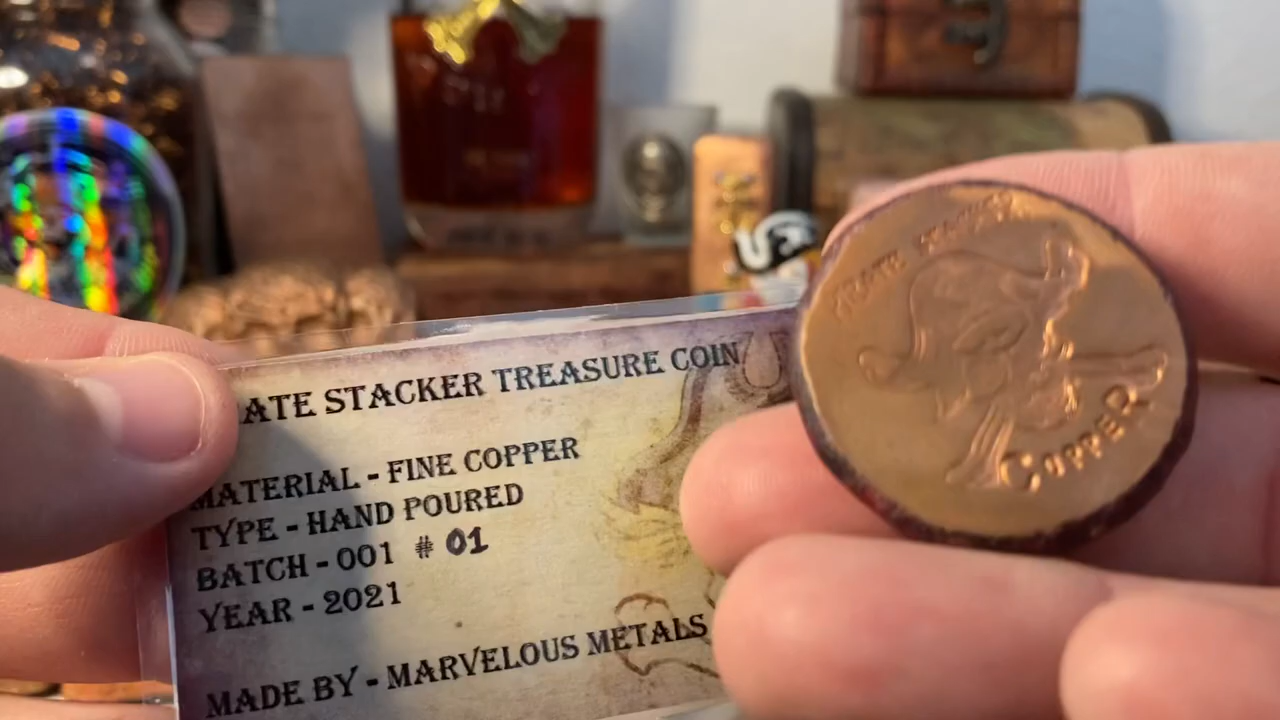 ATE STACKER TREASURE COIN
MATERIAL - FINE COPPER
TYPE - HAND POURED
BATCH - 001 # 01
YEAR - 2021
MADE BY - MARVELOUS METALS
STACKER
COPPER